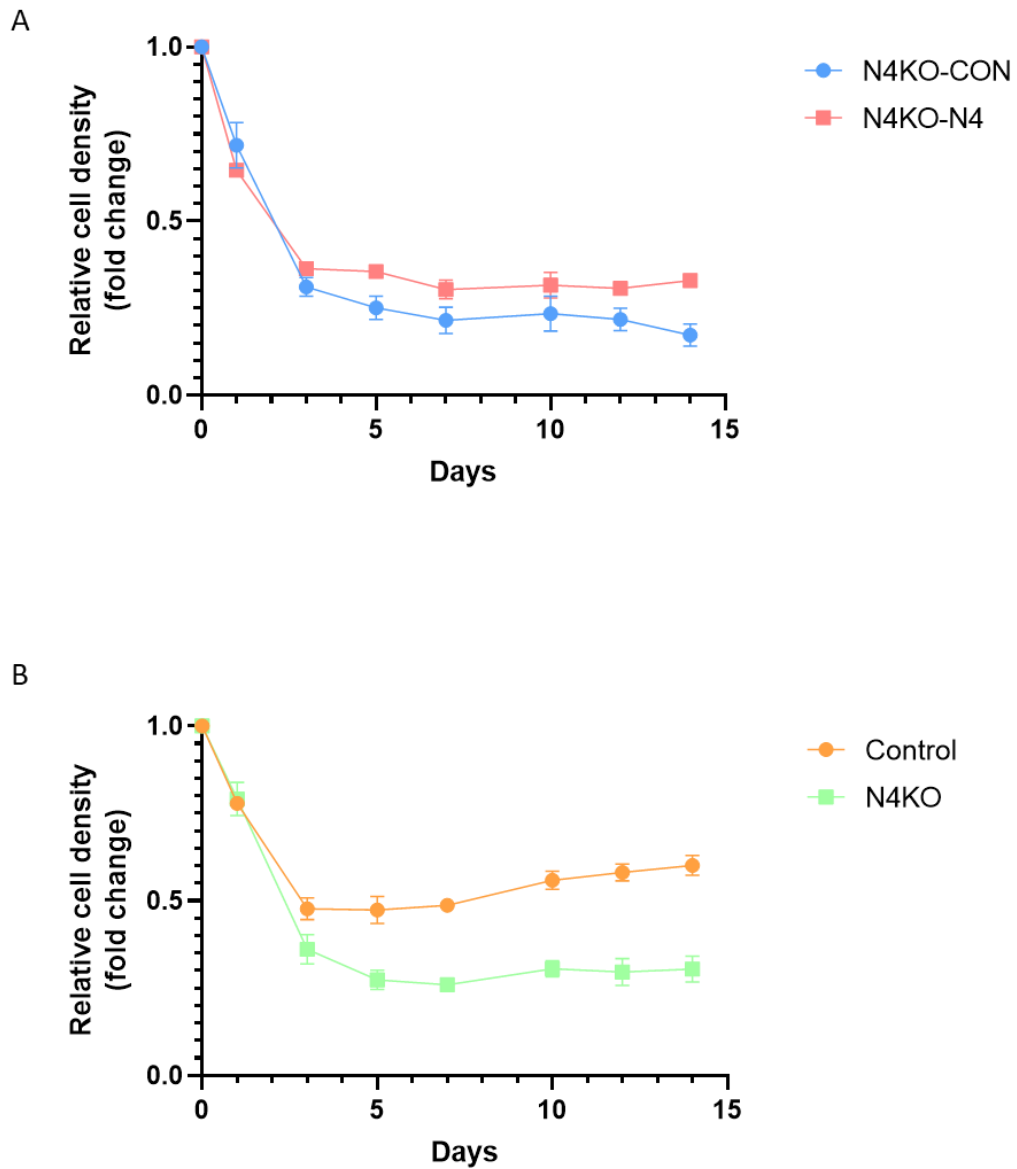 A
1.0
0.5
0.0
Relative cell density
(fold change)
0
5
10
15
Days
N4KO-CON
N4KO-N4
B
1.0
0.5
0.0
Relative cell density
(fold change)
0
5
10
15
Days
Control
N4KO